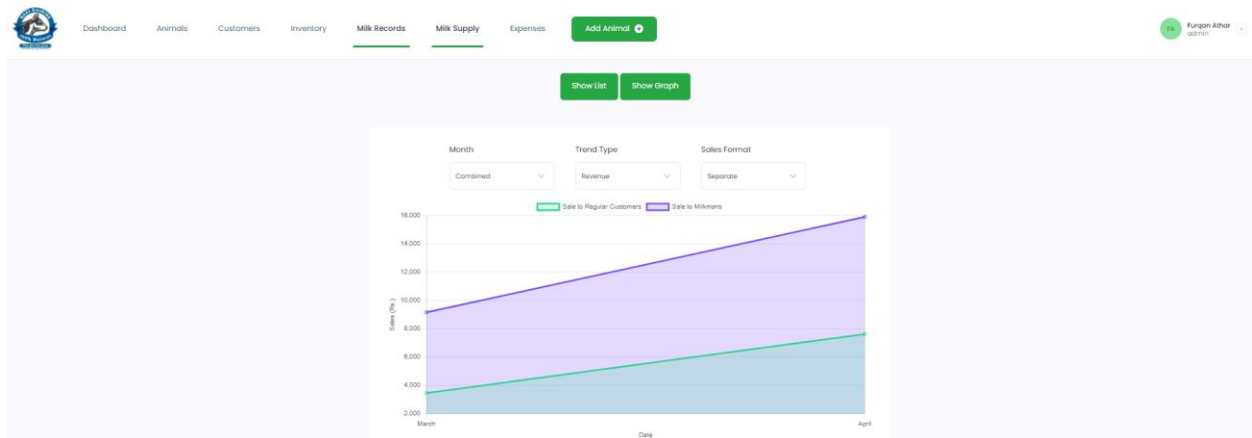 Dashboard Animals Customers Inventory Milk Records Milk Supply Expenses Add Animal
FA Furqan Athar
admin
Show List Show Graph
Month Trend Type Sales Format
Combined Revenue Separate
Sale to Regular Customers Sale to Milkmans
16,000
14,000
12,000
10,000
8,000
6,000
4,000
2,000
Sales (Rs.)
March April
Date